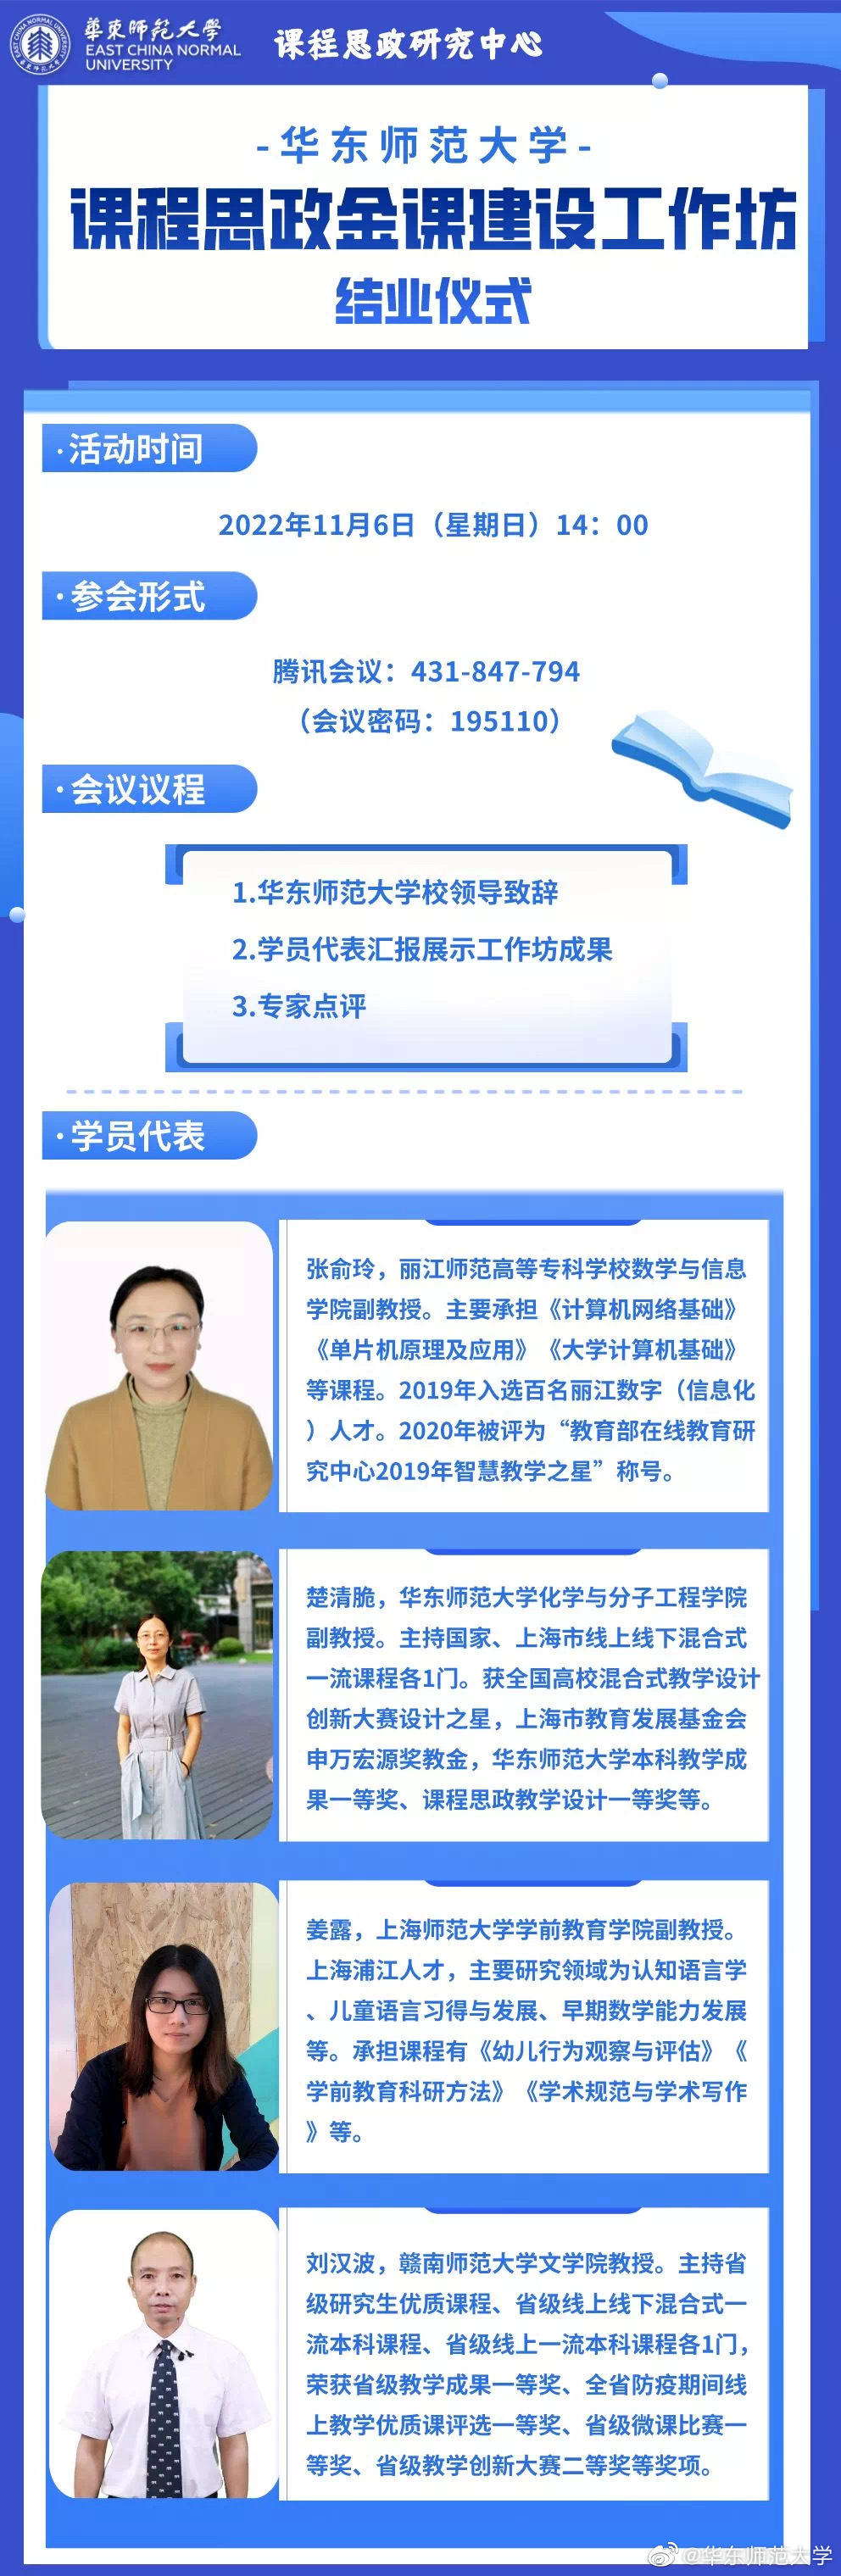 華東師範大學
EAST CHINA NORMAL
UNIVERSITY
课程思政研究中心
-华东师范大学-
课程思政金课建设工作坊
结业仪式
·活动时间
2022年11月6日（星期日）14：00
·参会形式
腾讯会议：431-847-794
（会议密码：195110）
·会议议程
1.华东师范大学校领导致辞
2.学员代表汇报展示工作坊成果
3.专家点评
·学员代表
张俞玲，丽江师范高等专科学校数学与信息
学院副教授。主要承担《计算机网络基础》
《单片机原理及应用》《大学计算机基础》
等课程。2019年入选百名丽江数字（信息化
）人才。2020年被评为“教育部在线教育研
究中心2019年智慧教学之星”称号。
楚清脆，华东师范大学化学与分子工程学院
副教授。主持国家、上海市线上线下混合式
一流课程各1门。获全国高校混合式教学设计
创新大赛设计之星，上海市教育发展基金会
申万宏源奖教金，华东师范大学本科教学成
果一等奖、课程思政教学设计一等奖等。
姜露，上海师范大学学前教育学院副教授。
上海浦江人才，主要研究领域为认知语言学
、儿童语言习得与发展、早期数学能力发展
等。承担课程有《幼儿行为观察与评估》《
学前教育科研方法》《学术规范与学术写作
》等。
刘汉波，赣南师范大学文学院教授。主持省
级研究生优质课程、省级线上线下混合式一
流本科课程、省级线上一流本科课程各1门，
荣获省级教学成果一等奖、全省防疫期间线
上教学优质课评选一等奖、省级微课比赛一
等奖、省级教学创新大赛二等奖等奖项。
@华东师范大学